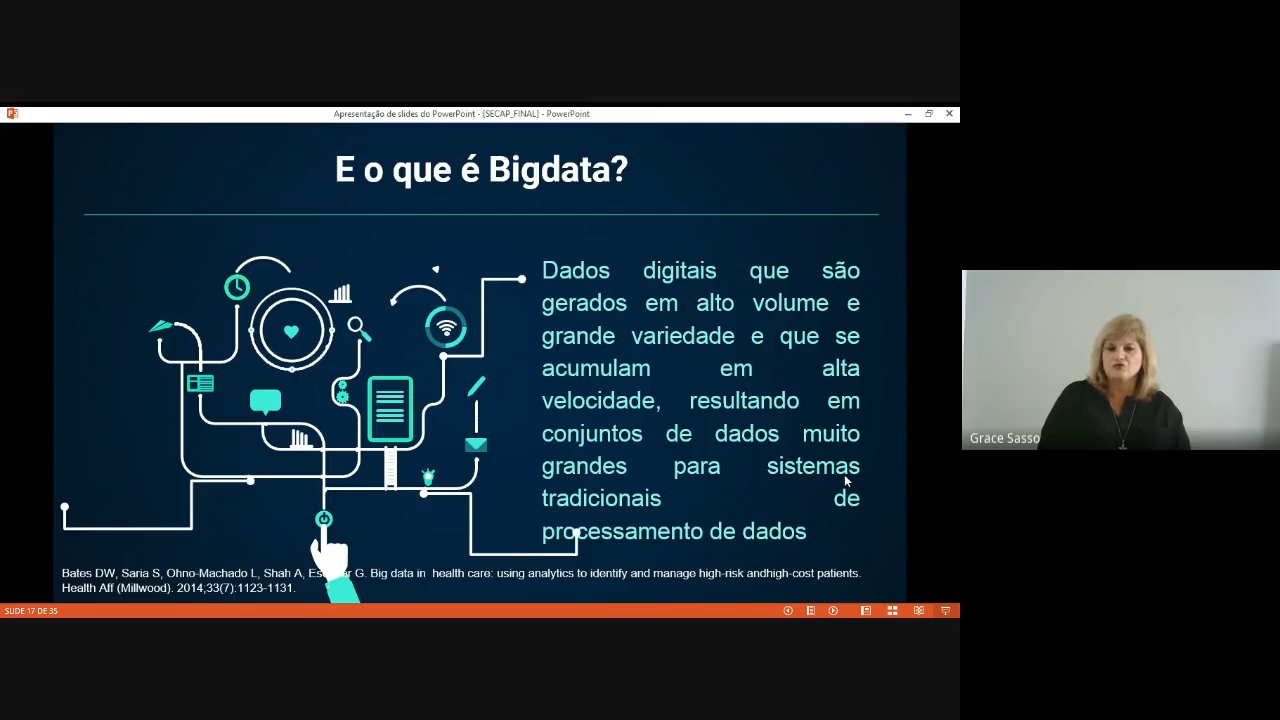 Apresentação de slides do PowerPoint - [SECAP_FINAL] - PowerPoint
E o que é Bigdata?
Dados digitais que são
gerados em alto volume e
grande variedade e que se
acumulam em alta
velocidade, resultando em
conjuntos de dados muito
grandes para sistemas
tradicionais de
processamento de dados
Grace Sasso
Bates DW, Saria S, Ohno-Machado L, Shah A, G. Big data in health care: using analytics to identify and manage high-risk andhigh-cost patients.
Health Aff (Millwood). 2014;33(7):1123-1131.
SLIDE 17 DE 35